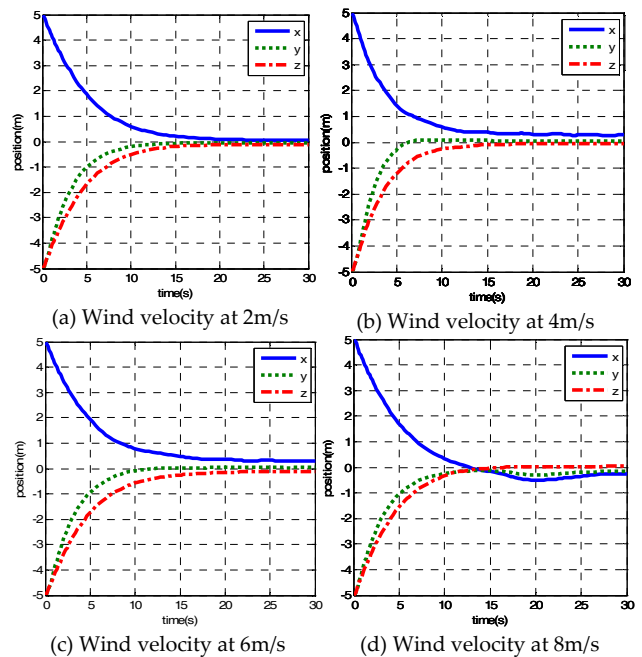 5
4
3
2
1
0
-1
-2
-3
-4
-5
position(m)
0 5 10 15 20 25 30
time(s)
x
y
z
(a) Wind velocity at 2m/s
5
4
3
2
1
0
-1
-2
-3
-4
-5
position(m)
0 5 10 15 20 25 30
time(s)
x
y
z
(b) Wind velocity at 4m/s
5
4
3
2
1
0
-1
-2
-3
-4
-5
position(m)
0 5 10 15 20 25 30
time(s)
x
y
z
(c) Wind velocity at 6m/s
5
4
3
2
1
0
-1
-2
-3
-4
-5
position(m)
0 5 10 15 20 25 30
time(s)
x
y
z
(d) Wind velocity at 8m/s